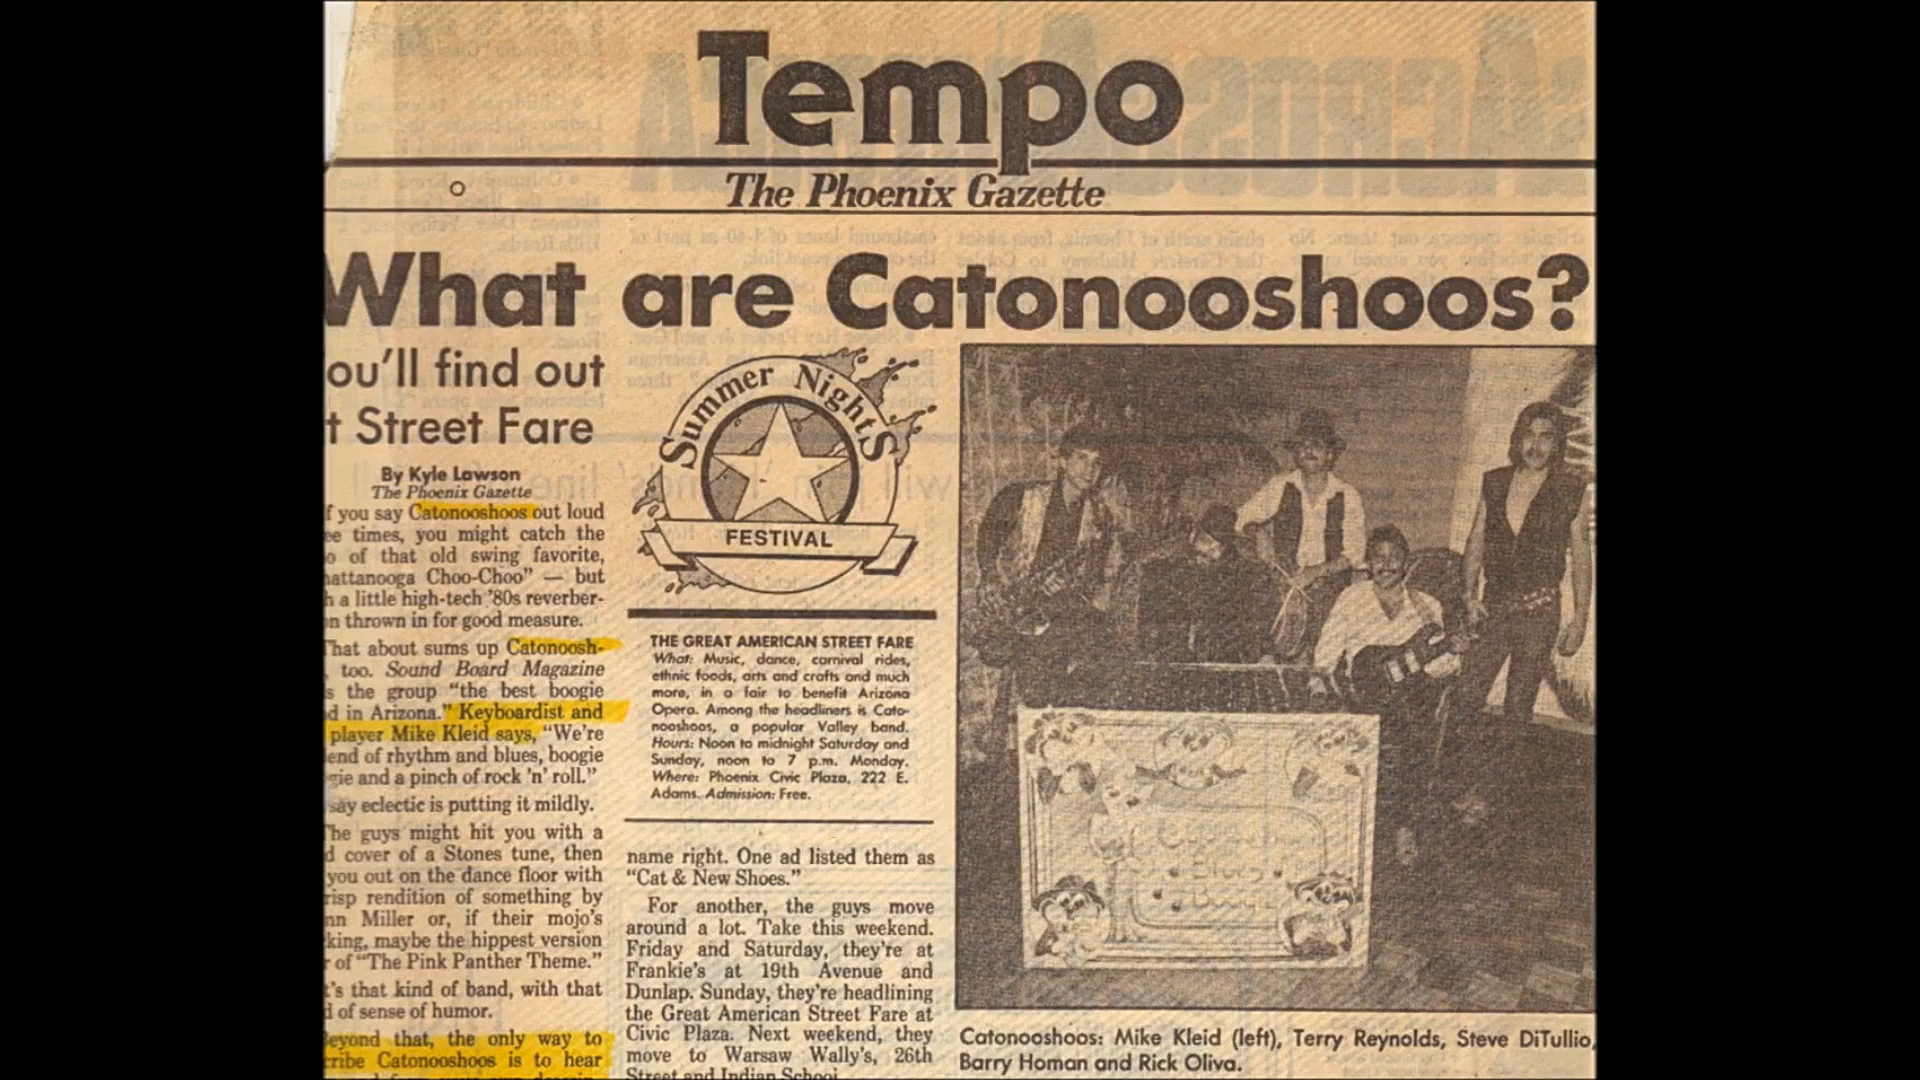 Tempo
The Phoenix Gazette
What are Catonooshoos?
ou'll find out
t Street Fare
By Kyle Lawson
The Phoenix Gazette
f you say Catonooshoos out loud
ee times, you might catch the
o of that old swing favorite,
hattanooga Choo-Choo" — but
h a little high-tech '80s reverber-
n thrown in for good measure.
That about sums up Catonoosh-
, too. Sound Board Magazine
s the group "the best boogie
d in Arizona." Keyboardist and
player Mike Kleid says, "We're
end of rhythm and blues, boogie
gie and a pinch of rock 'n' roll."
say eclectic is putting it mildly.
The guys might hit you with a
d cover of a Stones tune, then
you out on the dance floor with
risp rendition of something by
nn Miller or, if their mojo's
king, maybe the hippest version
r of "The Pink Panther Theme."
t's that kind of band, with that
d of sense of humor.
Beyond that, the only way to
cribe Catonooshoos is to hear
Summer Nights
FESTIVAL
THE GREAT AMERICAN STREET FARE
What: Music, dance, carnival rides,
ethnic foods, arts and crafts and much
more, in a fair to benefit Arizona
Opera. Among the headliners is Cato-
nooshoos, a popular Valley band.
Hours: Noon to midnight Saturday and
Sunday, noon to 7 p.m. Monday.
Where: Phoenix Civic Plaza, 222 E.
Adams. Admission: Free.
name right. One ad listed them as
"Cat & New Shoes."
For another, the guys move
around a lot. Take this weekend.
Friday and Saturday, they're at
Frankie's at 19th Avenue and
Dunlap. Sunday, they're headlining
the Great American Street Fare at
Civic Plaza. Next weekend, they
move to Warsaw Wally's, 26th
Street and Indian School
Catonooshoos: Mike Kleid (left), Terry Reynolds, Steve DiTullio,
Barry Homan and Rick Oliva.